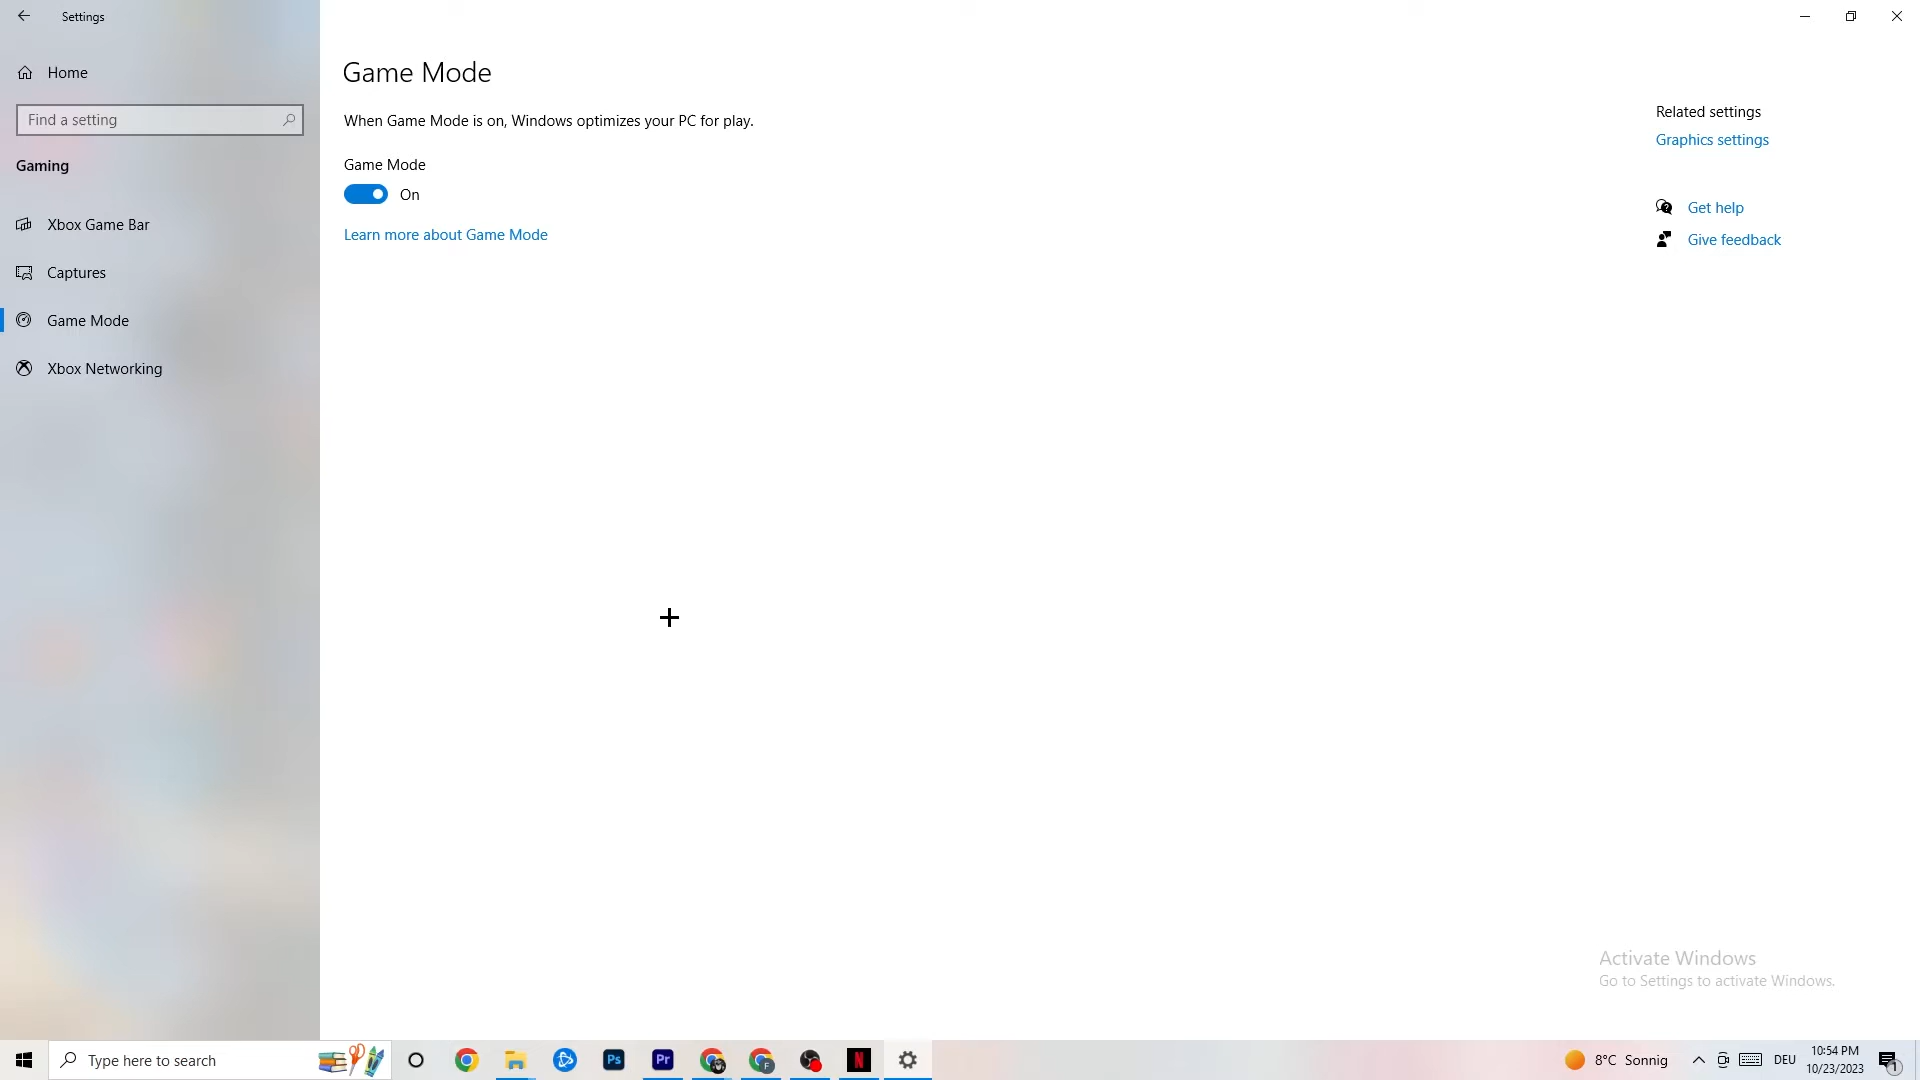 Settings
Home
Find a setting
Gaming
Xbox Game Bar
Captures
Game Mode
Xbox Networking
Game Mode
When Game Mode is on, Windows optimizes your PC for play.
Game Mode
On
Learn more about Game Mode
Related settings
Graphics settings
Get help
Give feedback
Activate Windows
Go to Settings to activate Windows.
Type here to search
Ps
Pr
F
N
8°C Sonnig
DEU
10:54 PM
10/23/2023
1